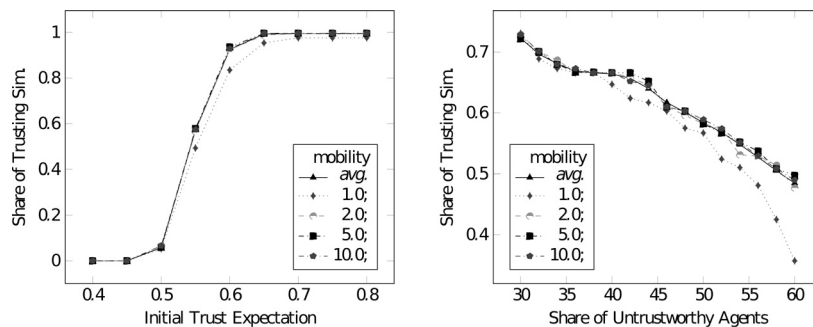 Share of Trusting Sim.
1
0.8
0.6
0.4
0.2
0
0.4 0.5 0.6 0.7 0.8
Initial Trust Expectation
mobility
avg.
1.0;
2.0;
5.0;
10.0;
Share of Trusting Sim.
0.7
0.6
0.5
0.4
30 35 40 45 50 55 60
Share of Untrustworthy Agents
mobility
avg.
1.0;
2.0;
5.0;
10.0;